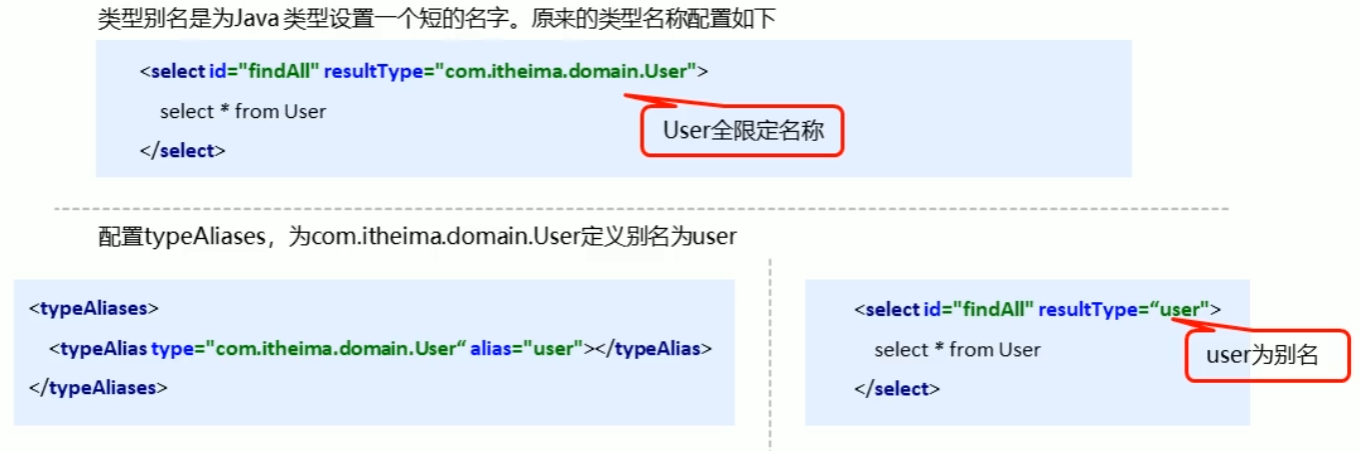 类型别名是为Java 类型设置一个短的名字。原来的类型名称配置如下
<select id="findAll" resultType="com.itheima.domain.User">
select * from User
</select>
User全限定名称
配置typeAliases，为com.itheima.domain.User定义别名为user
<typeAliases>
<typeAlias type="com.itheima.domain.User“ alias="user"></typeAlias>
</typeAliases>
<select id="findAll" resultType=“user">
select * from User
</select>
user为别名